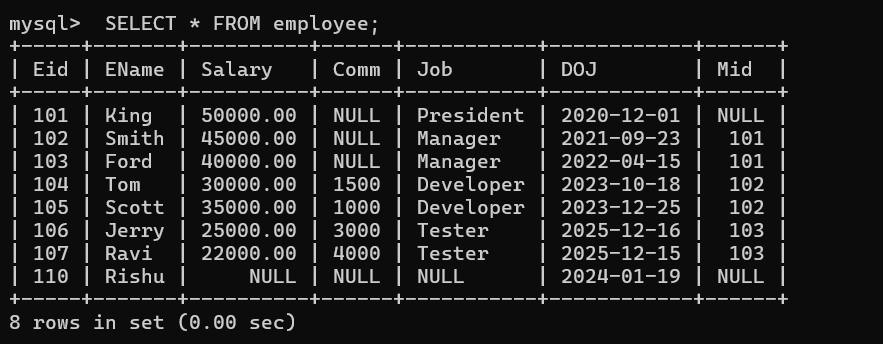 mysql>  SELECT * FROM employee;
+-----+-------+----------+------+-----------+------------+------+
| Eid | EName | Salary   | Comm | Job       | DOJ        | Mid  |
+-----+-------+----------+------+-----------+------------+------+
| 101 | King  | 50000.00 | NULL | President | 2020-12-01 | NULL |
| 102 | Smith | 45000.00 | NULL | Manager   | 2021-09-23 |  101 |
| 103 | Ford  | 40000.00 | NULL | Manager   | 2022-04-15 |  101 |
| 104 | Tom   | 30000.00 | 1500 | Developer | 2023-10-18 |  102 |
| 105 | Scott | 35000.00 | 1000 | Developer | 2023-12-25 |  102 |
| 106 | Jerry | 25000.00 | 3000 | Tester    | 2025-12-16 |  103 |
| 107 | Ravi  | 22000.00 | 4000 | Tester    | 2025-12-15 |  103 |
| 110 | Rishu |     NULL | NULL | NULL      | 2024-01-19 | NULL |
+-----+-------+----------+------+-----------+------------+------+
8 rows in set (0.00 sec)